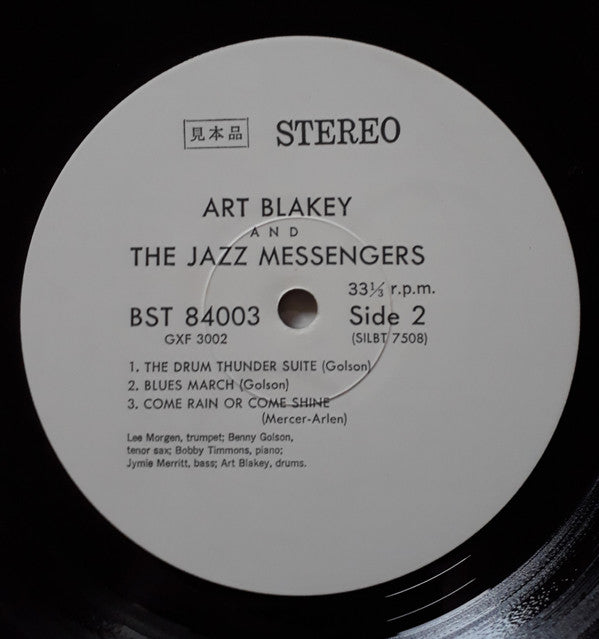 見本品 STEREO
ART BLAKEY
AND
THE JAZZ MESSENGERS
33⅓ r.p.m.
BST 84003 Side 2
GXF 3002 (SILBT 7508)
1. THE DRUM THUNDER SUITE (Golson)
2. BLUES MARCH (Golson)
3. COME RAIN OR COME SHINE
(Mercer-Arlen)
Lee Morgen, trumpet; Benny Golson,
tenor sax; Bobby Timmons, piano;
Jymie Merritt, bass; Art Blakey, drums.